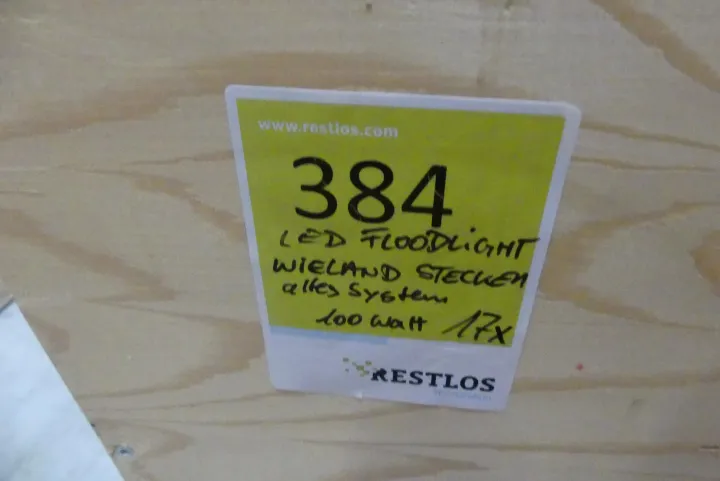 www.restlos.com
384
LED FLOODLIGHT
WIELAND STECKER
altes System
100 Watt 17x
RESTLOS